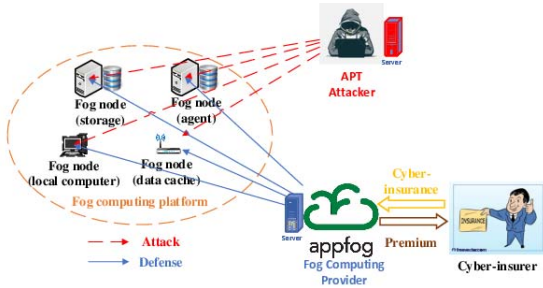 Server
APT
Attacker
Fog node
(storage)
Fog node
(agent)
Fog node
(local computer)
Fog node
(data cache)
Fog computing platform
Cyber-
insurance
INSURANCE
Server
appfog
Premium
Attack
Defense
Fog Computing
Provider
Cyber-insurer